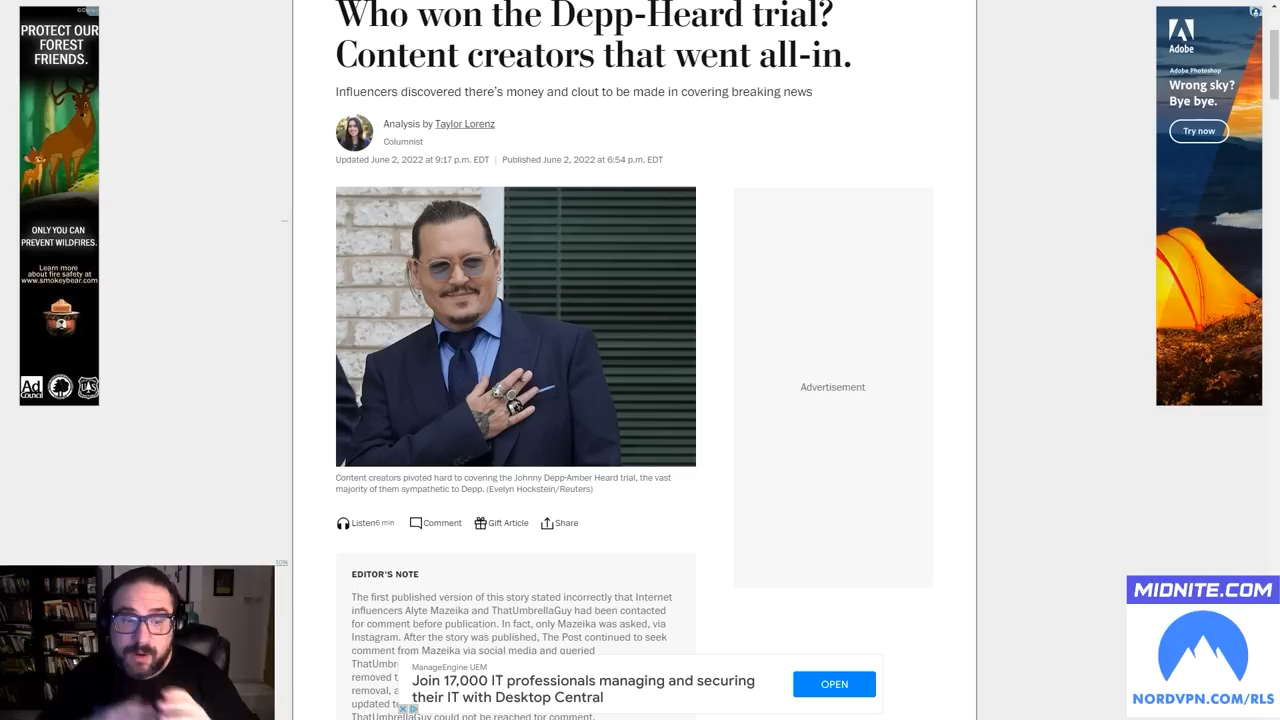 Who won the Depp-Heard trial?
Content creators that went all-in.
Influencers discovered there's money and clout to be made in covering breaking news
Analysis by Taylor Lorenz
Columnist
Updated June 2, 2022 at 9:17 p.m. EDT | Published June 2, 2022 at 6:54 p.m. EDT
Content creators pivoted hard to covering the Johnny Depp-Amber Heard trial, the vast
majority of them sympathetic to Depp. (Evelyn Hockstein/Reuters)
Listen 6 min
Comment
Gift Article
Share
EDITOR'S NOTE
The first published version of this story stated incorrectly that Internet
influencers Alyte Mazeika and ThatUmbrellaGuy had been contacted
for comment before publication. In fact, only Mazeika was asked, via
Instagram. After the story was published, The Post continued to seek
comment from Mazeika via social media and queried
ThatUmbr
removed t
removal, a
updated t
ThatUmbrellaGuy could not be reached for comment.
Advertisement
ManageEngine UEM
Join 17,000 IT professionals managing and securing
their IT with Desktop Central
OPEN
PROTECT OUR
FOREST
FRIENDS.
ONLY YOU CAN
PREVENT WILDFIRES.
Learn more
about fire safety at
www.smokeybear.com
Ad
Council
10%
Adobe
Adobe Photoshop
Wrong sky?
Bye bye.
Try now
MIDNITE.COM
NORDVPN.COM/RLS